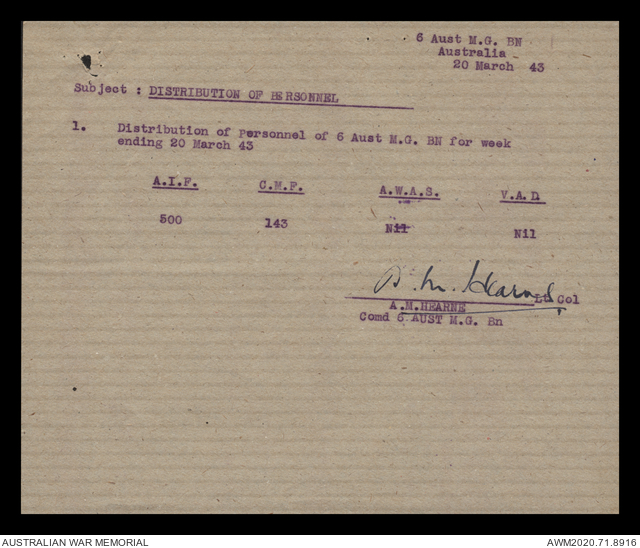 6 Aust M.G. BN
Australia
20 March 43
Subject : DISTRIBUTION OF PERSONNEL
1. Distribution of Personnel of 6 Aust M.G. BN for week
ending 20 March 43
A.I.F. C.M.F. A.W.A.S. V.A.D.
500 143 Nil Nil
A.M. Hearne
Lt Col
A.M.HEARNE
Comd 6 AUST M.G. Bn
AUSTRALIAN WAR MEMORIAL AWM2020.71.8916